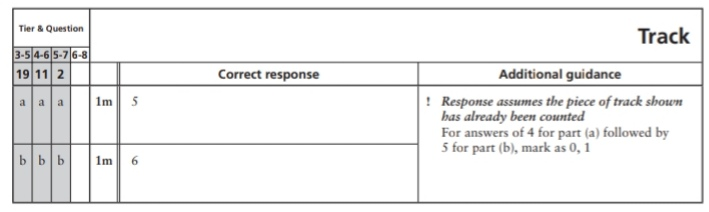 Tier & Question
Track
3-5 4-6 5-7 6-8
19 11 2 Correct response Additional guidance
a a a 1m 5 ! Response assumes the piece of track shown
has already been counted
For answers of 4 for part (a) followed by
5 for part (b), mark as 0, 1
b b b 1m 6